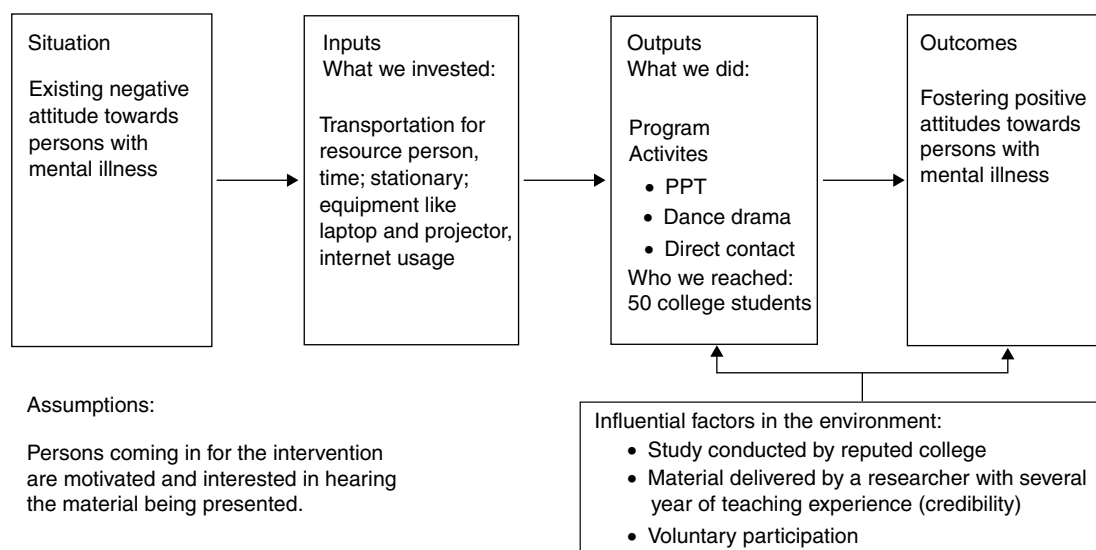 Situation
Existing negative
attitude towards
persons with
mental illness
Inputs
What we invested:
Transportation for
resource person,
time; stationary;
equipment like
laptop and projector,
internet usage
Outputs
What we did:
Program
Activites
• PPT
• Dance drama
• Direct contact
Who we reached:
50 college students
Outcomes
Fostering positive
attitudes towards
persons with
mental illness
Assumptions:
Persons coming in for the intervention
are motivated and interested in hearing
the material being presented.
Influential factors in the environment:
• Study conducted by reputed college
• Material delivered by a researcher with several
year of teaching experience (credibility)
• Voluntary participation